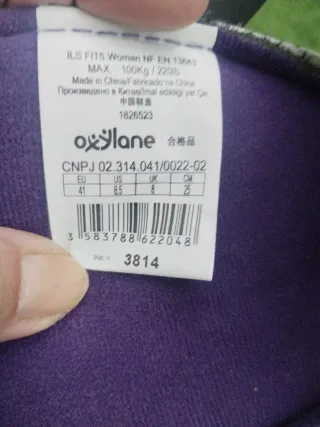 ILS FIT5 Women NF EN 13843
MAX. 100Kg / 220lb
Made in China / Fabricado na China
Произведено в Китае/Imal edildiği yer Çin
中国制造
1826523
oxylane 合格品
CNPJ 02.314.041/0022-02
EU US UK CM
41 8.5 8 25
3 583788 622048
3814